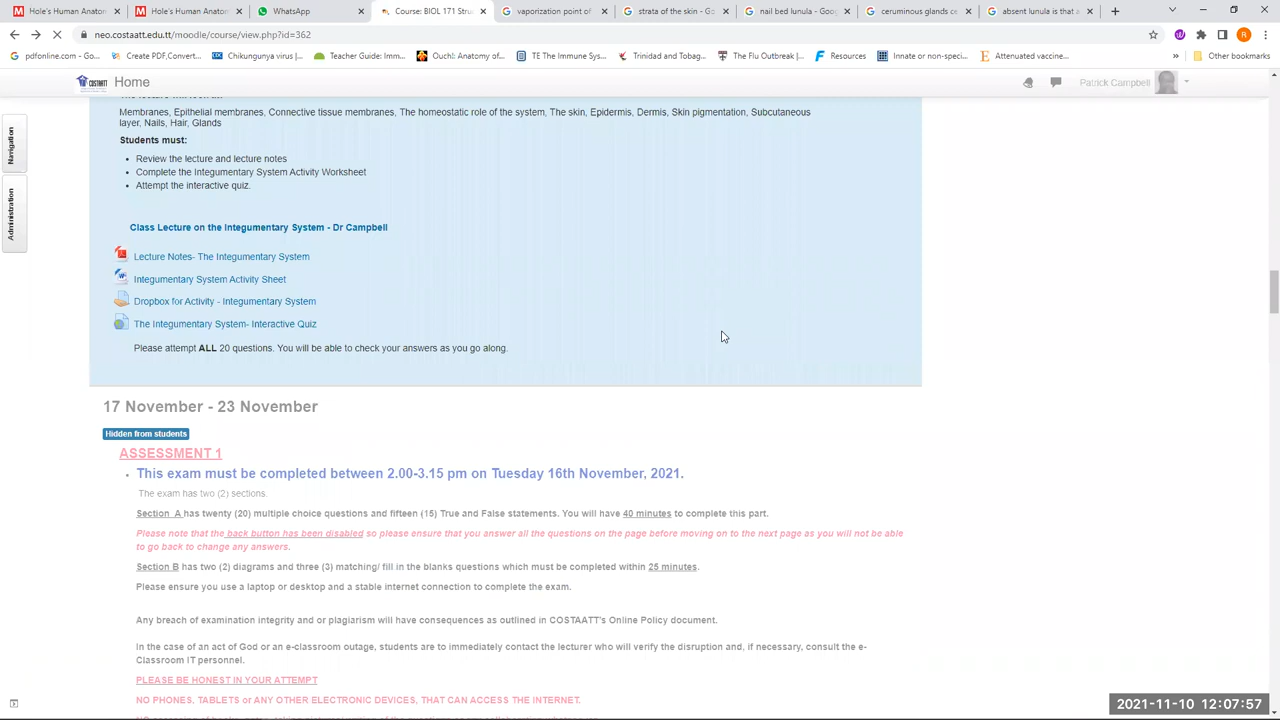 Hole's Human Anatom
Hole's Human Anatom
WhatsApp
Course: BIOL 171 Stru
vaporization point of
strata of the skin - Go
nail bed lunula - Goog
ceruminous glands
absent lunula is that a
neo.costaatt.edu.tt/moodle/course/view.php?id=362
R
pdfonline.com - Go...
Create PDF,Convert...
Chikungunya virus |...
Teacher Guide: Imm...
Ouch!: Anatomy of...
TE The Immune Sys...
Trinidad and Tobag...
The Flu Outbreak |...
Resources
Innate or non-speci...
Attenuated vaccine...
Other bookmarks
COSTAATT
Home
Patrick Campbell
Navigation
Administration
Membranes, Epithelial membranes, Connective tissue membranes, The homeostatic role of the system, The skin, Epidermis, Dermis, Skin pigmentation, Subcutaneous
layer, Nails, Hair, Glands
Students must:
• Review the lecture and lecture notes
• Complete the Integumentary System Activity Worksheet
• Attempt the interactive quiz.
Class Lecture on the Integumentary System - Dr Campbell
Lecture Notes- The Integumentary System
Integumentary System Activity Sheet
Dropbox for Activity - Integumentary System
The Integumentary System- Interactive Quiz
Please attempt ALL 20 questions. You will be able to check your answers as you go along.
17 November - 23 November
Hidden from students
ASSESSMENT 1
• This exam must be completed between 2.00-3.15 pm on Tuesday 16th November, 2021.
The exam has two (2) sections.
Section A has twenty (20) multiple choice questions and fifteen (15) True and False statements. You will have 40 minutes to complete this part.
Please note that the back button has been disabled so please ensure that you answer all the questions on the page before moving on to the next page as you will not be able
to go back to change any answers.
Section B has two (2) diagrams and three (3) matching/ fill in the blanks questions which must be completed within 25 minutes.
Please ensure you use a laptop or desktop and a stable internet connection to complete the exam.
Any breach of examination integrity and or plagiarism will have consequences as outlined in COSTAATT's Online Policy document.
In the case of an act of God or an e-classroom outage, students are to immediately contact the lecturer who will verify the disruption and, if necessary, consult the e-
Classroom IT personnel.
PLEASE BE HONEST IN YOUR ATTEMPT
NO PHONES, TABLETS or ANY OTHER ELECTRONIC DEVICES, THAT CAN ACCESS THE INTERNET.
2021-11-10 12:07:57